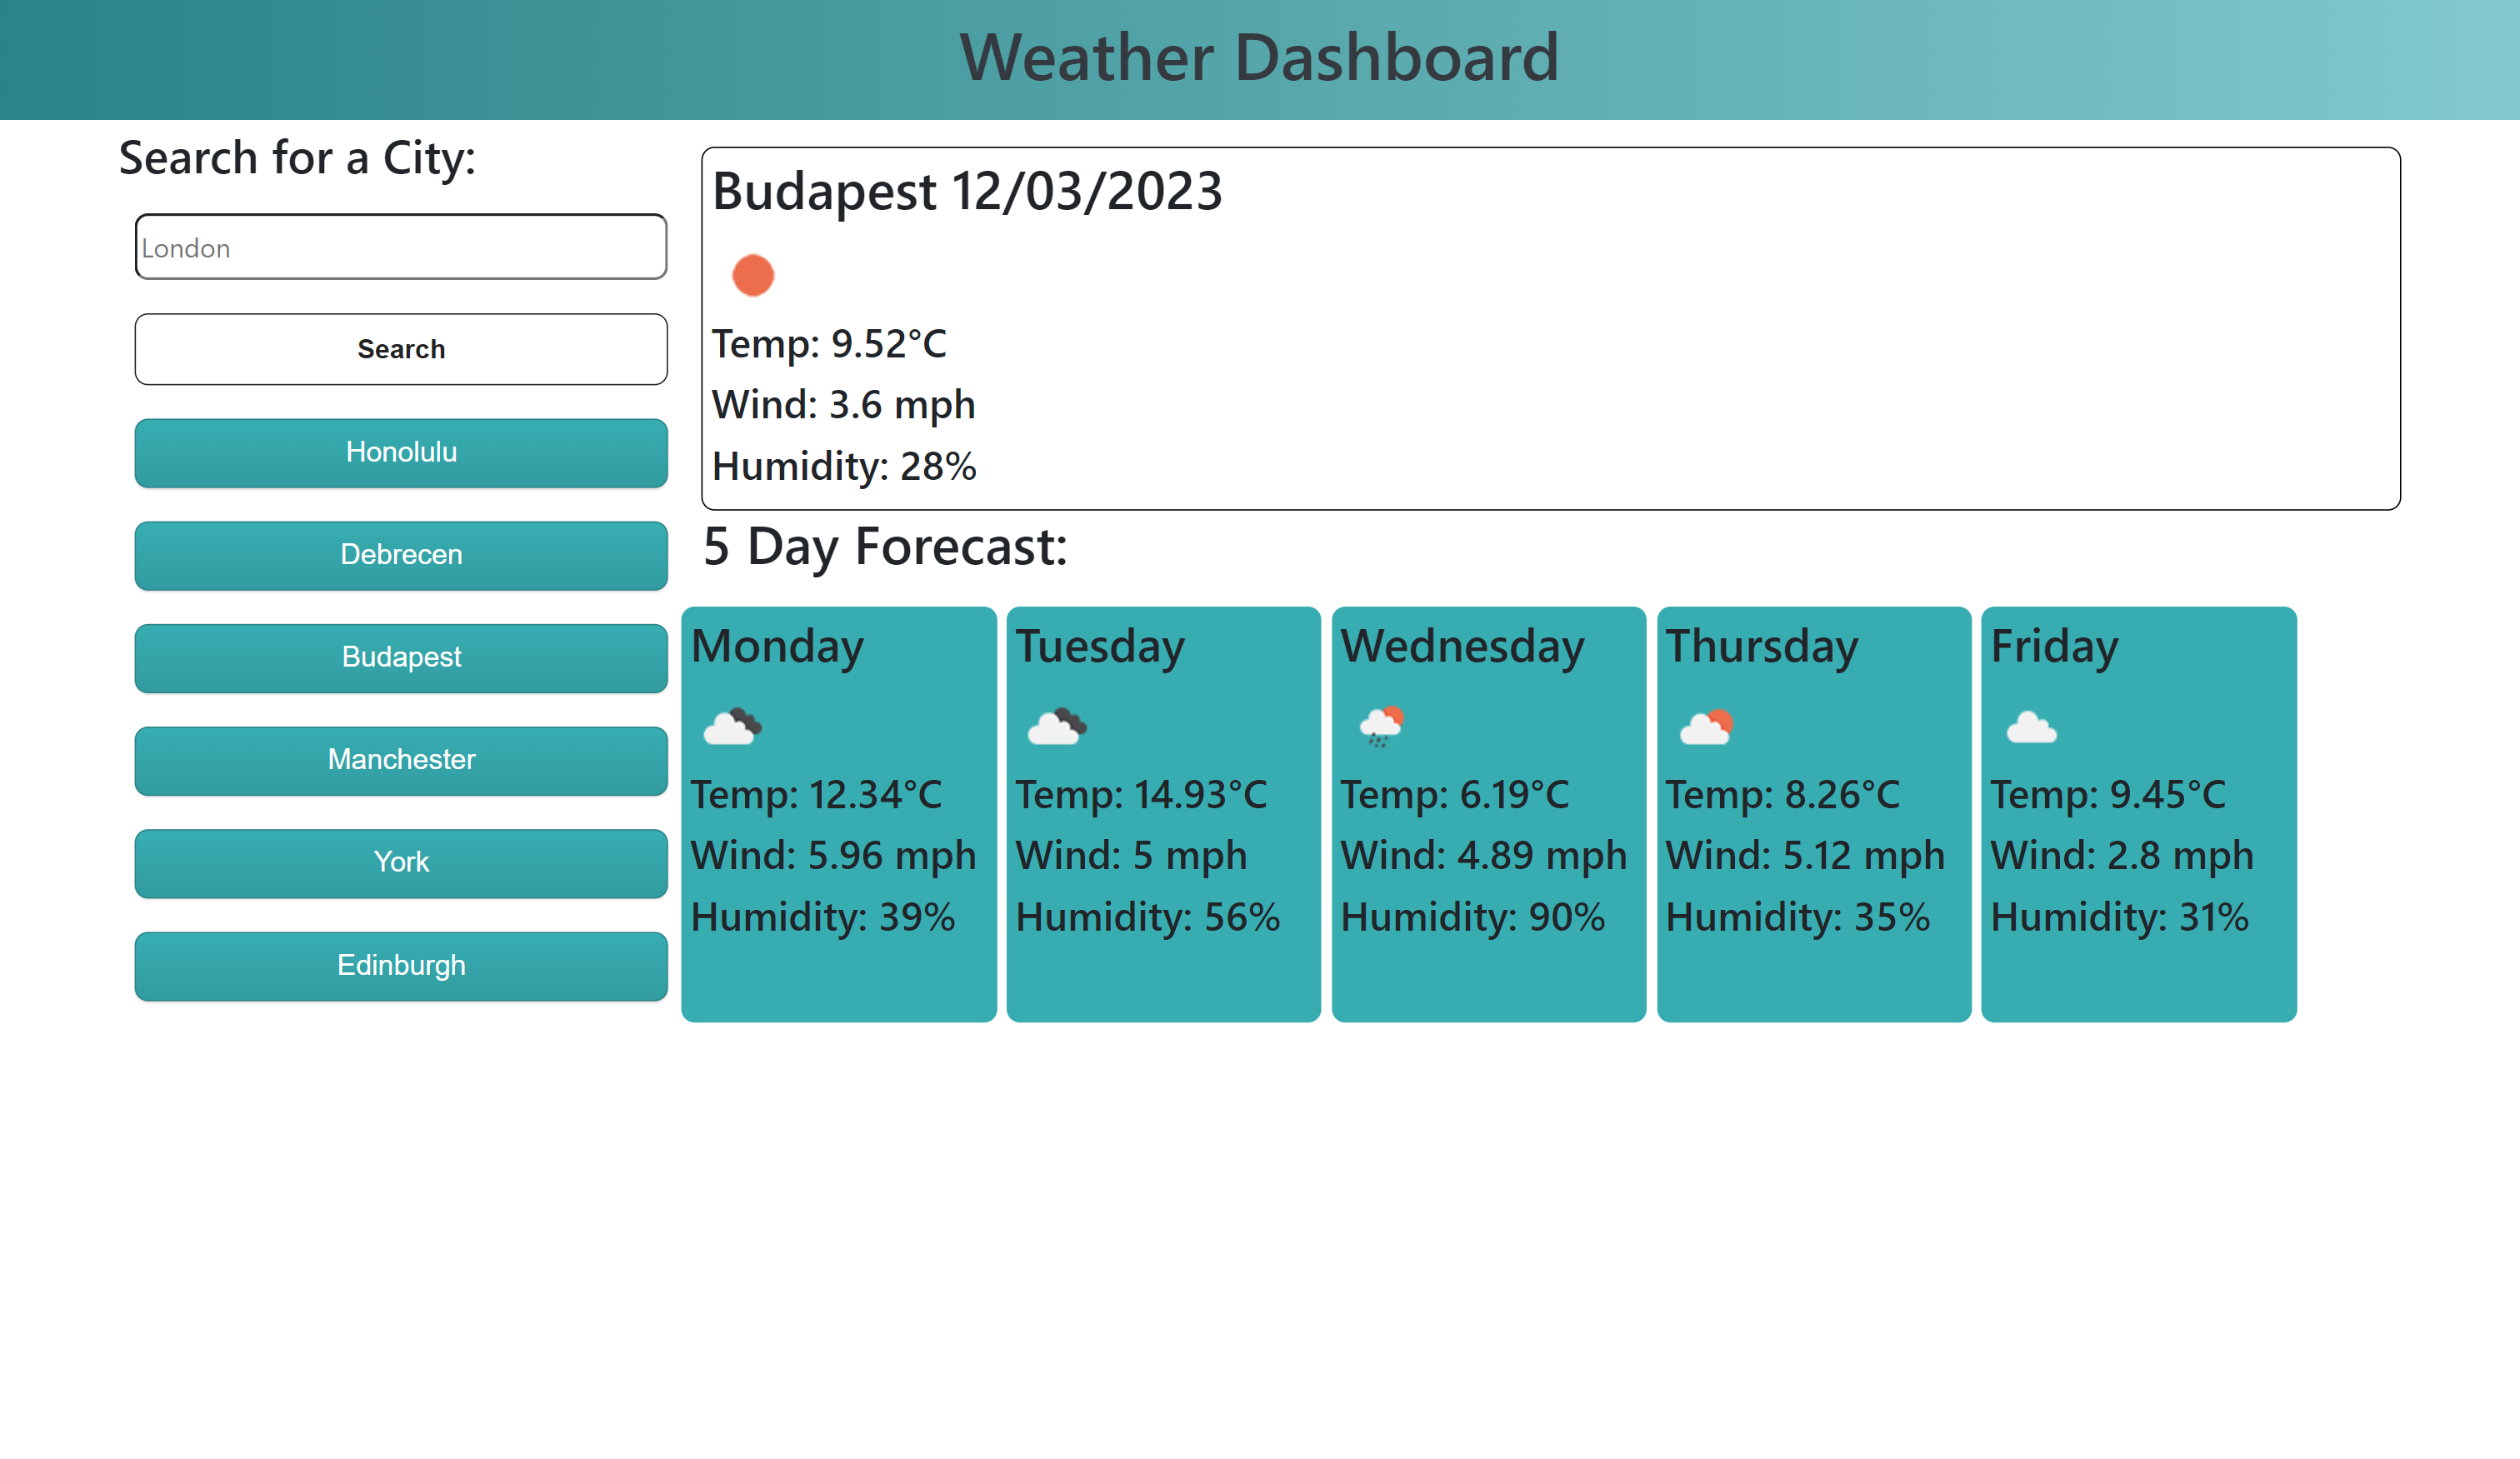 Weather Dashboard
Search for a City:
London
Search
Honolulu
Debrecen
Budapest
Manchester
York
Edinburgh
Budapest 12/03/2023
Temp: 9.52°C
Wind: 3.6 mph
Humidity: 28%
5 Day Forecast:
Monday
Temp: 12.34°C
Wind: 5.96 mph
Humidity: 39%
Tuesday
Temp: 14.93°C
Wind: 5 mph
Humidity: 56%
Wednesday
Temp: 6.19°C
Wind: 4.89 mph
Humidity: 90%
Thursday
Temp: 8.26°C
Wind: 5.12 mph
Humidity: 35%
Friday
Temp: 9.45°C
Wind: 2.8 mph
Humidity: 31%